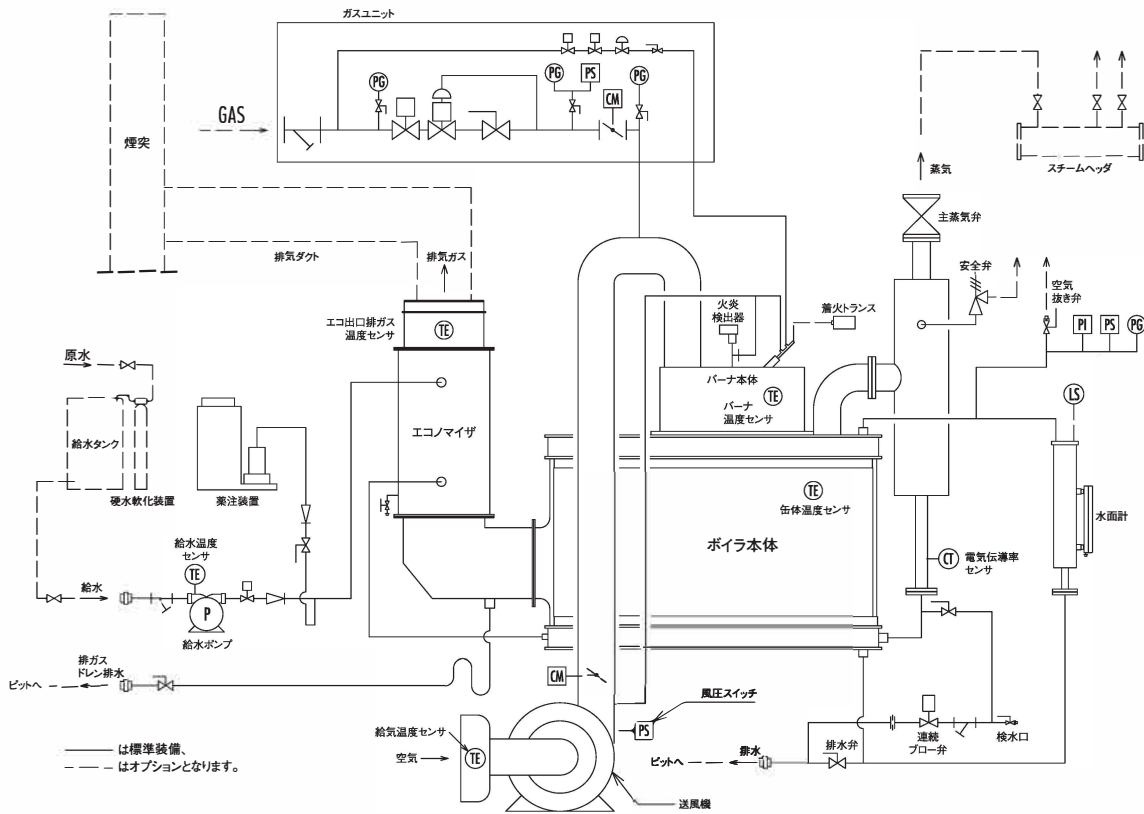 ガスユニット
PG
PG
PS
PG
CM
GAS
煙突
蒸気
スチームヘッダ
主蒸気弁
排気ダクト
排気ガス
安全弁
空気
抜き弁
エコ出口排ガス
温度センサ
TE
火炎
検出器
着火トランス
PI
PS
PG
原水
バーナ本体
TE
バーナ
温度センサ
LS
給水タンク
エコノマイザ
硬水軟化装置
薬注装置
TE
缶体温度センサ
水面計
ボイラ本体
給水温度
センサ
TE
CT
電気伝導率
センサ
給水
P
給水ポンプ
排ガス
ドレン排水
ピットへ
CM
風圧スイッチ
PS
給気温度センサ
TE
空気
連続
ブロー弁
検水口
排水弁
排水
ピットへ
送風機
は標準装備、
はオプションとなります。